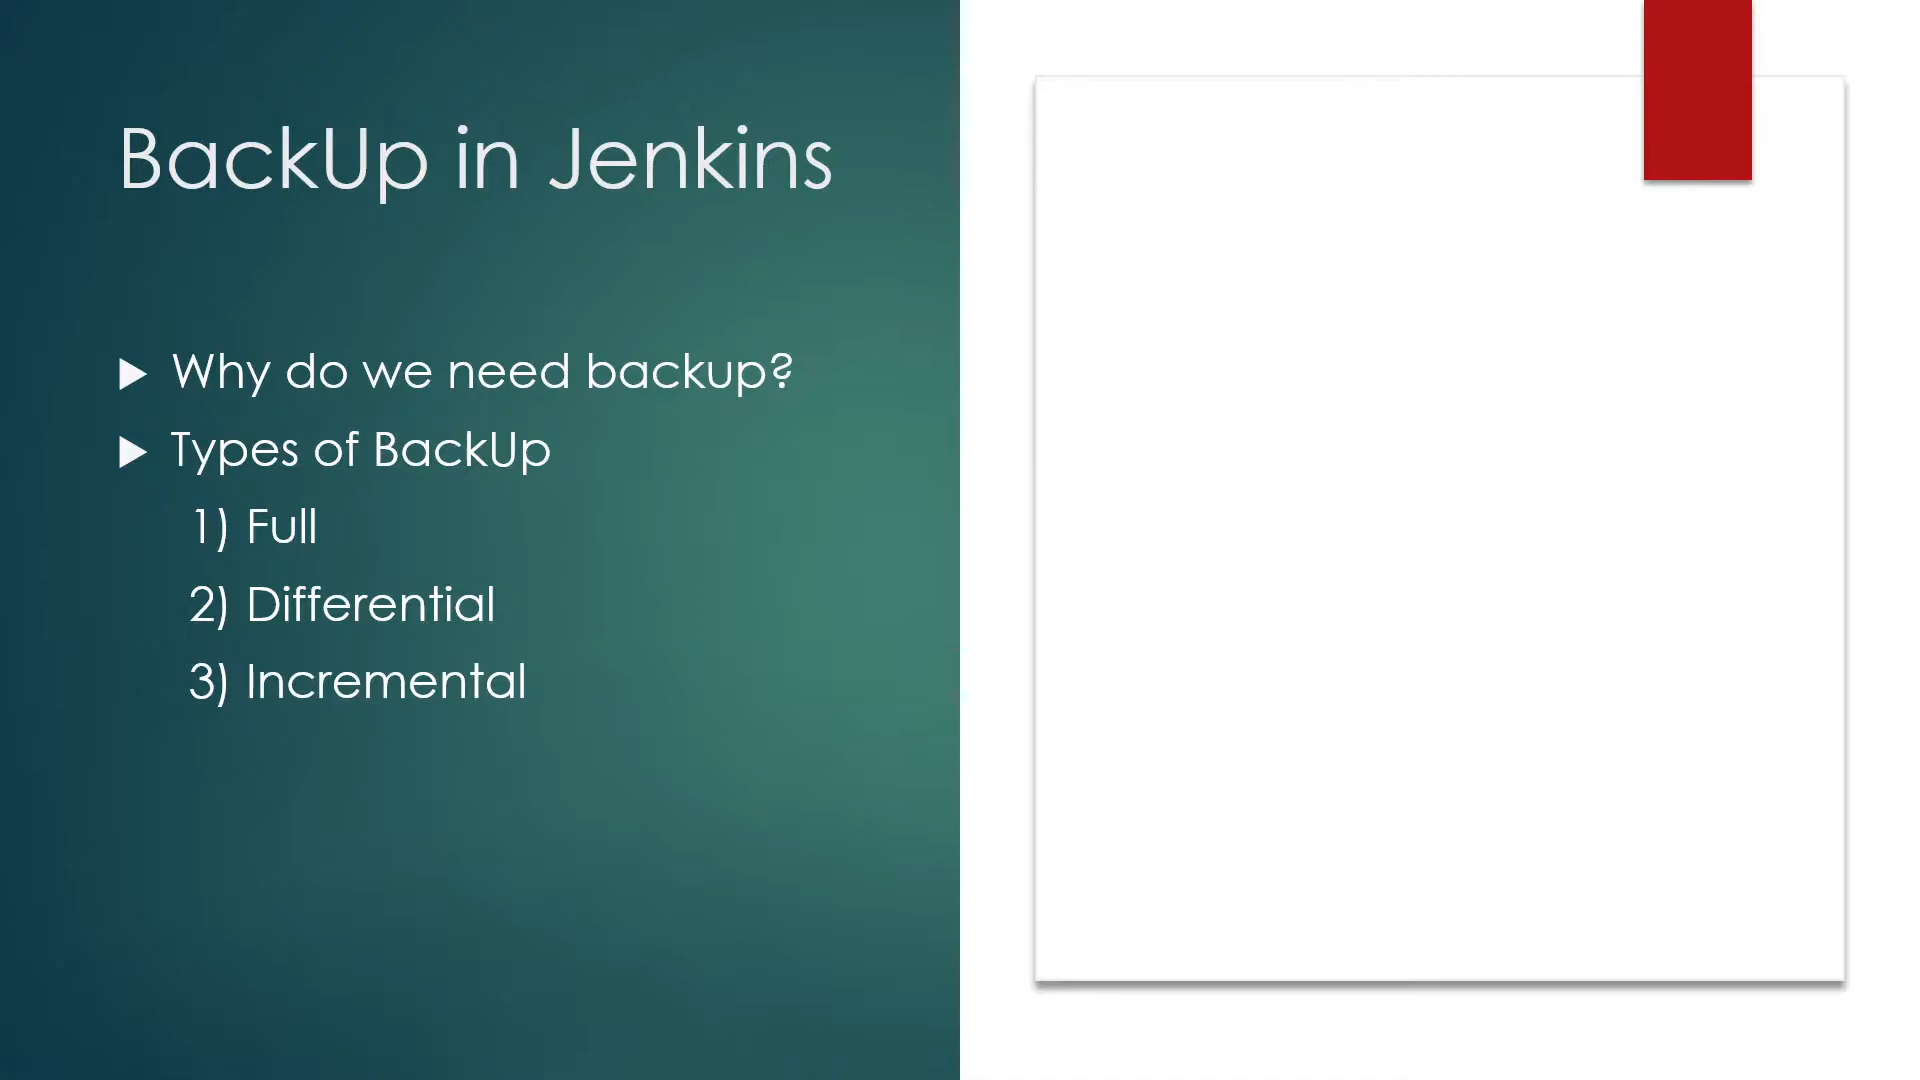 BackUp in Jenkins
Why do we need backup?
Types of BackUp
1) Full
2) Differential
3) Incremental